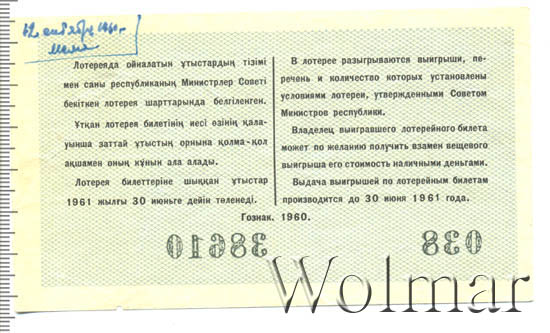 12 октября 1960 г.
Лотереяда ойналатын ұтыстардың тізімі
мен саны республиканың Министрлер Советі
бекіткен лотерея шарттарында белгіленген.
Ұтқан лотерея билетінің иесі өзінің қала-
уынша заттай ұтыстың орнына қолма-қол
ақшамен оның құнын ала алады.
Лотерея билеттеріне шыққан ұтыстар
1961 жылғы 30 июньге дейін төленеді.
В лотерее разыгрываются выигрыши, пе-
речень и количество которых установлены
условиями лотереи, утвержденными Советом
Министров республики.
Владелец выигравшего лотерейного билета
может по желанию получить взамен вещевого
выигрыша его стоимость наличными деньгами.
Выдача выигрышей по лотерейным билетам
производится до 30 июня 1961 года.
Гознак. 1960.
38610
038
Wolmar